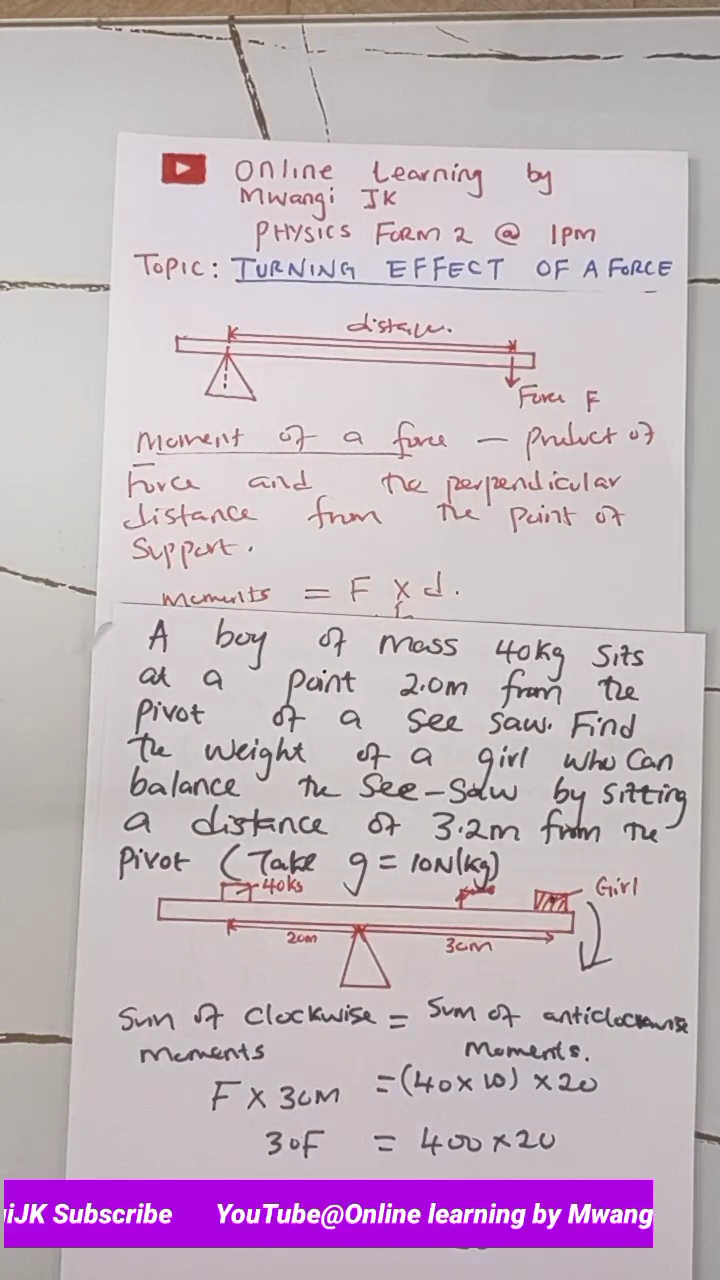 Online Learning by
Mwangi JK
PHYSICS FORM 2 @ 1PM
TOPIC: TURNING EFFECT OF A FORCE
distance.
Force F
Moment of a force — product of
Force and the perpendicular
distance from the point of
Support.
moments = F x d.
A boy of mass 40kg sits
at a point 2.0m from the
pivot of a see saw. Find
the weight of a girl who can
balance the see-saw by sitting
a distance of 3.2m from the
pivot (Take g = 10N/kg)
40kg
Girl
2cm
3cm
Sum of clockwise = Sum of anticlockwise
moments moments.
F x 3cm = (40 x 10) x 20
30F = 400 x 20
iJK Subscribe YouTube@Online learning by Mwang